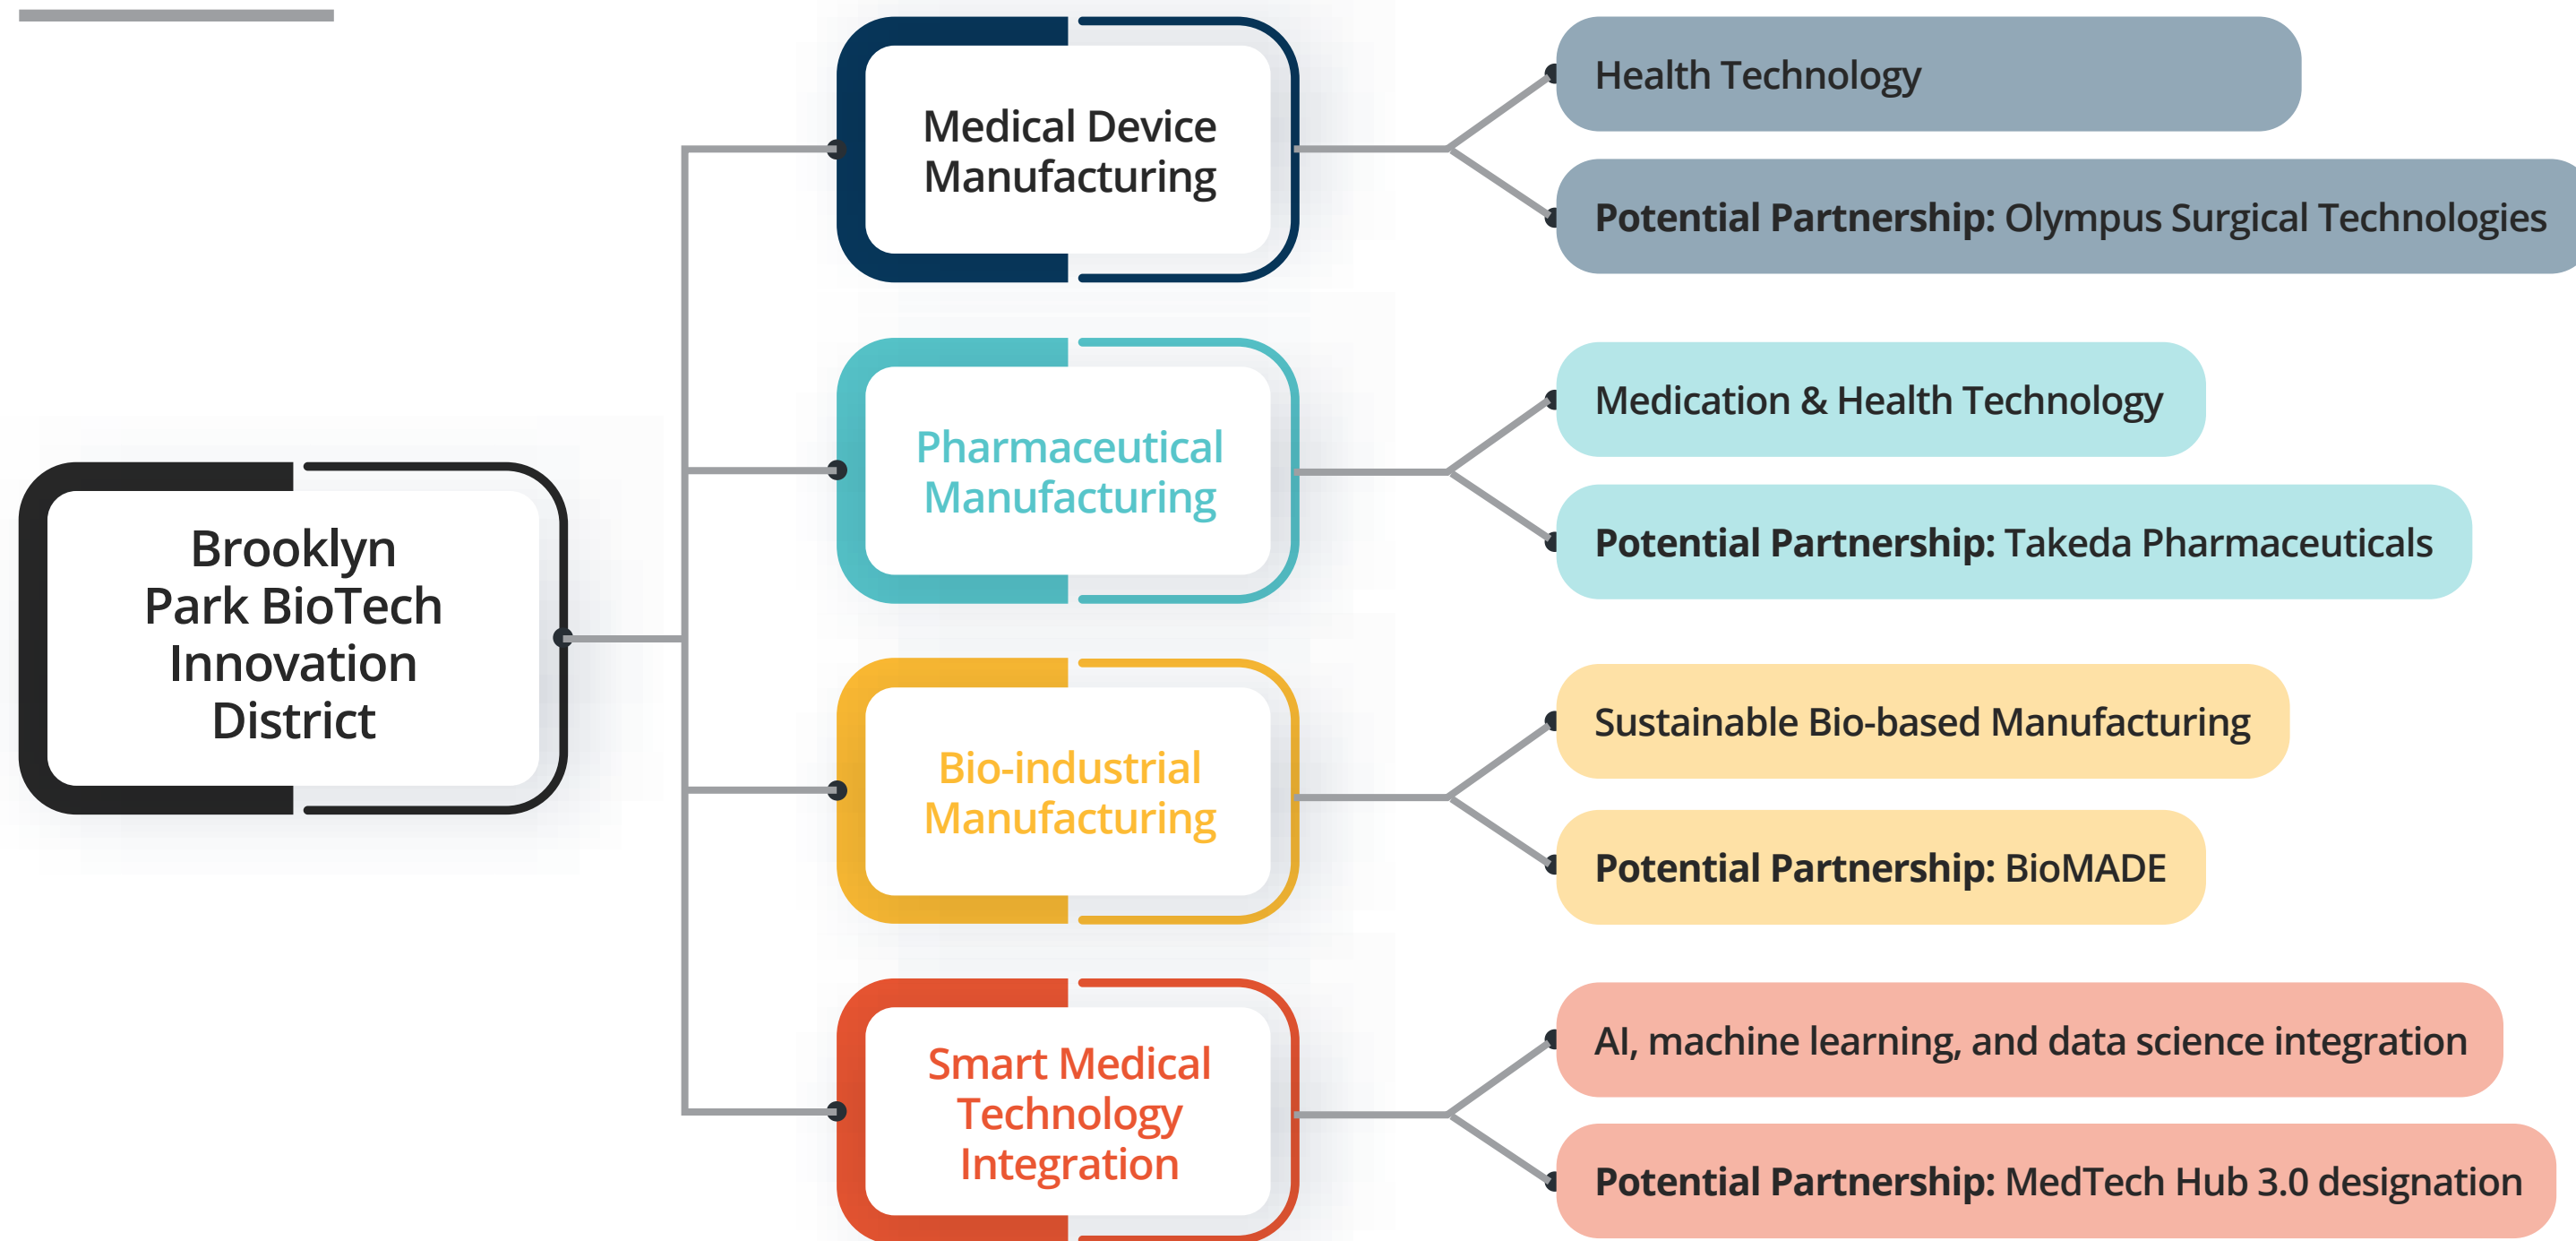 Brooklyn
Park BioTech
Innovation
District
Medical Device
Manufacturing
Health Technology
Potential Partnership: Olympus Surgical Technologies
Pharmaceutical
Manufacturing
Medication & Health Technology
Potential Partnership: Takeda Pharmaceuticals
Bio-industrial
Manufacturing
Sustainable Bio-based Manufacturing
Potential Partnership: BioMADE
Smart Medical
Technology
Integration
AI, machine learning, and data science integration
Potential Partnership: MedTech Hub 3.0 designation